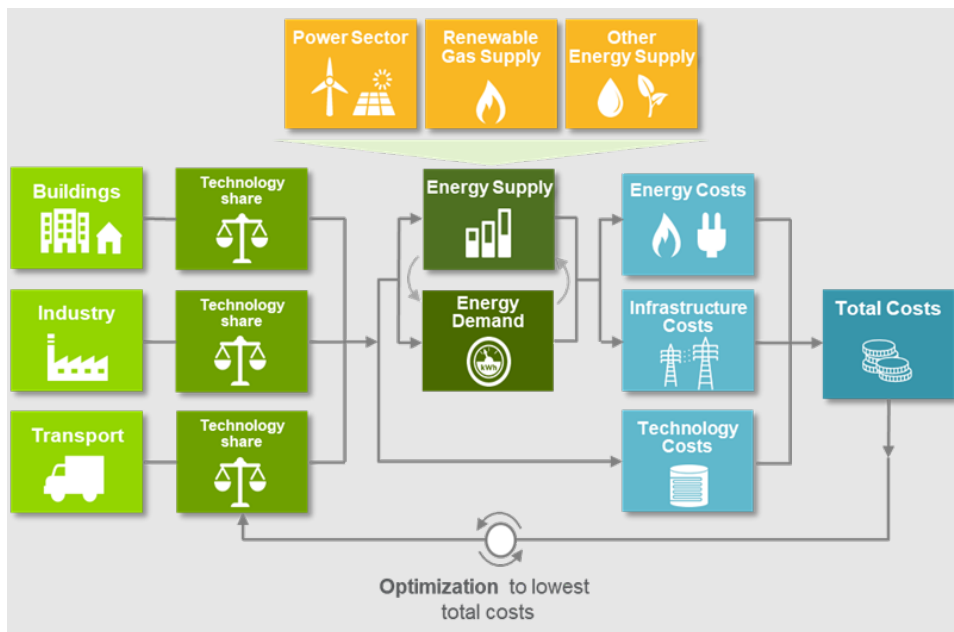 Power Sector
Renewable
Gas Supply
Other
Energy Supply
Buildings
Technology
share
Energy Supply
Energy Costs
Industry
Technology
share
Energy
Demand
kWh
Infrastructure
Costs
Total Costs
Transport
Technology
share
Technology
Costs
Optimization to lowest
total costs